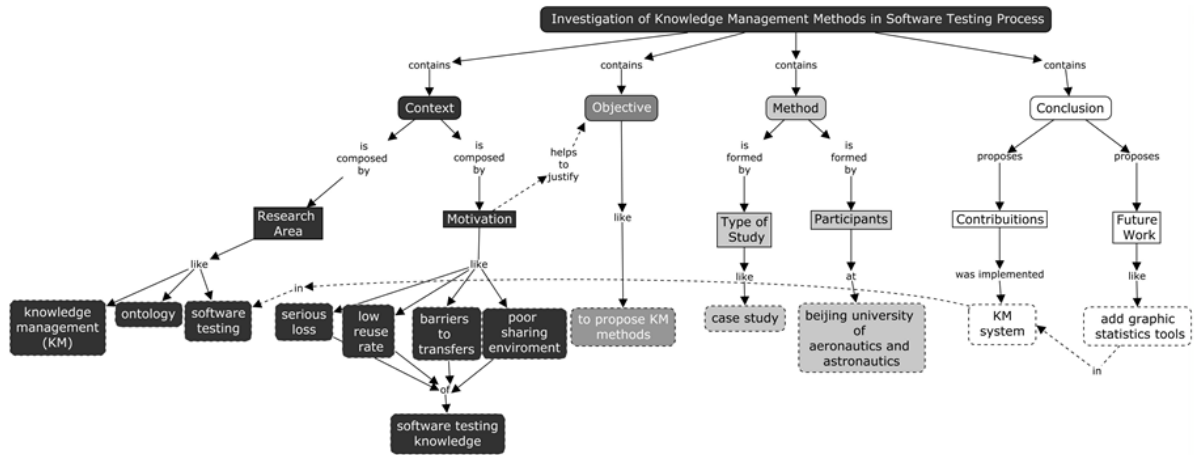 Investigation of Knowledge Management Methods in Software Testing Process
contains
contains
contains
contains
Context
Objective
Method
Conclusion
is
composed
by
is
composed
by
helps
to
justify
is
formed
by
is
formed
by
proposes
proposes
Research
Area
Motivation
like
Type of
Study
Participants
Contribuitions
Future
Work
like
like
like
at
was implemented
like
in
knowledge
management
(KM)
ontology
software
testing
serious
loss
low
reuse
rate
barriers
to
transfers
poor
sharing
enviroment
to propose KM
methods
case study
beijing university
of
aeronautics and
astronautics
KM
system
add graphic
statistics tools
in
of
software testing
knowledge